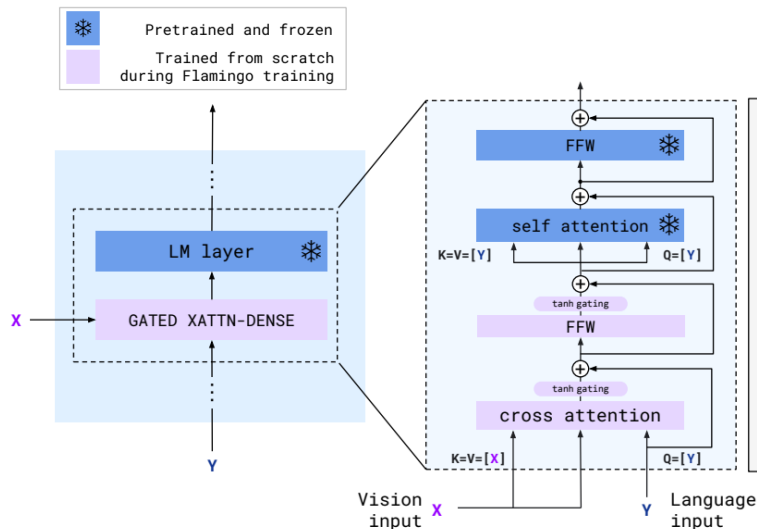 Pretrained and frozen
Trained from scratch
during Flamingo training
LM layer
X
GATED XATTN-DENSE
Y
FFW
self attention
K=V=[Y]
Q=[Y]
tanh gating
FFW
tanh gating
cross attention
K=V=[X]
Q=[Y]
Vision
input
X
Y
Language
input